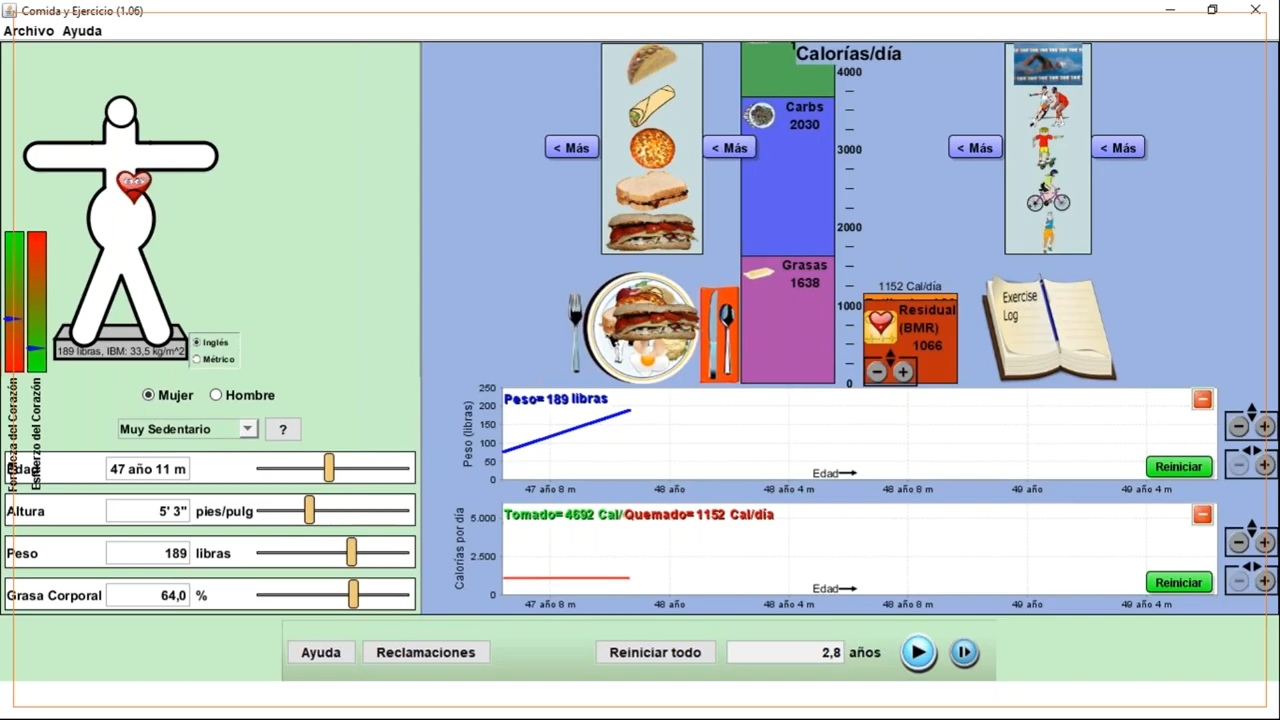 Comida y Ejercicio (1.06)
Archivo Ayuda
Calorías/día
4000
3000
2000
1000
0
Carbs
2030
Grasas
1638
< Más
< Más
< Más
< Más
1152 Cal/día
Residual
(BMR)
1066
Exercise
Log
189 libras, IBM: 33,5 kg/m^2
Inglés
Métrico
Fortaleza del Corazón
Esfuerzo del Corazón
Mujer Hombre
Muy Sedentario ?
47 año 11 m
Altura 5' 3" pies/pulg
Peso 189 libras
Grasa Corporal 64,0 %
Peso (libras)
250
200
150
100
50
0
Peso= 189 libras
Edad
Reiniciar
47 año 8 m 48 año 48 año 4 m 48 año 8 m 49 año 49 año 4 m
Calorías por día
5.000
2.500
0
Tomado= 4692 Cal/ Quemado= 1152 Cal/día
Edad
Reiniciar
47 año 8 m 48 año 48 año 4 m 48 año 8 m 49 año 49 año 4 m
Ayuda Reclamaciones Reiniciar todo 2,8 años